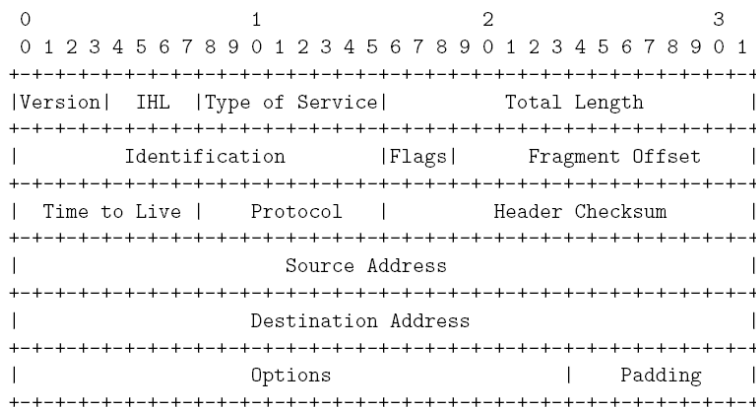 0                   1                   2                   3
 0 1 2 3 4 5 6 7 8 9 0 1 2 3 4 5 6 7 8 9 0 1 2 3 4 5 6 7 8 9 0 1
+-+-+-+-+-+-+-+-+-+-+-+-+-+-+-+-+-+-+-+-+-+-+-+-+-+-+-+-+-+-+-+-+
|Version|  IHL  |Type of Service|          Total Length         |
+-+-+-+-+-+-+-+-+-+-+-+-+-+-+-+-+-+-+-+-+-+-+-+-+-+-+-+-+-+-+-+-+
|         Identification        |Flags|      Fragment Offset    |
+-+-+-+-+-+-+-+-+-+-+-+-+-+-+-+-+-+-+-+-+-+-+-+-+-+-+-+-+-+-+-+-+
|  Time to Live |    Protocol   |         Header Checksum       |
+-+-+-+-+-+-+-+-+-+-+-+-+-+-+-+-+-+-+-+-+-+-+-+-+-+-+-+-+-+-+-+-+
|                       Source Address                          |
+-+-+-+-+-+-+-+-+-+-+-+-+-+-+-+-+-+-+-+-+-+-+-+-+-+-+-+-+-+-+-+-+
|                    Destination Address                        |
+-+-+-+-+-+-+-+-+-+-+-+-+-+-+-+-+-+-+-+-+-+-+-+-+-+-+-+-+-+-+-+-+
|                    Options                    |    Padding    |
+-+-+-+-+-+-+-+-+-+-+-+-+-+-+-+-+-+-+-+-+-+-+-+-+-+-+-+-+-+-+-+-+